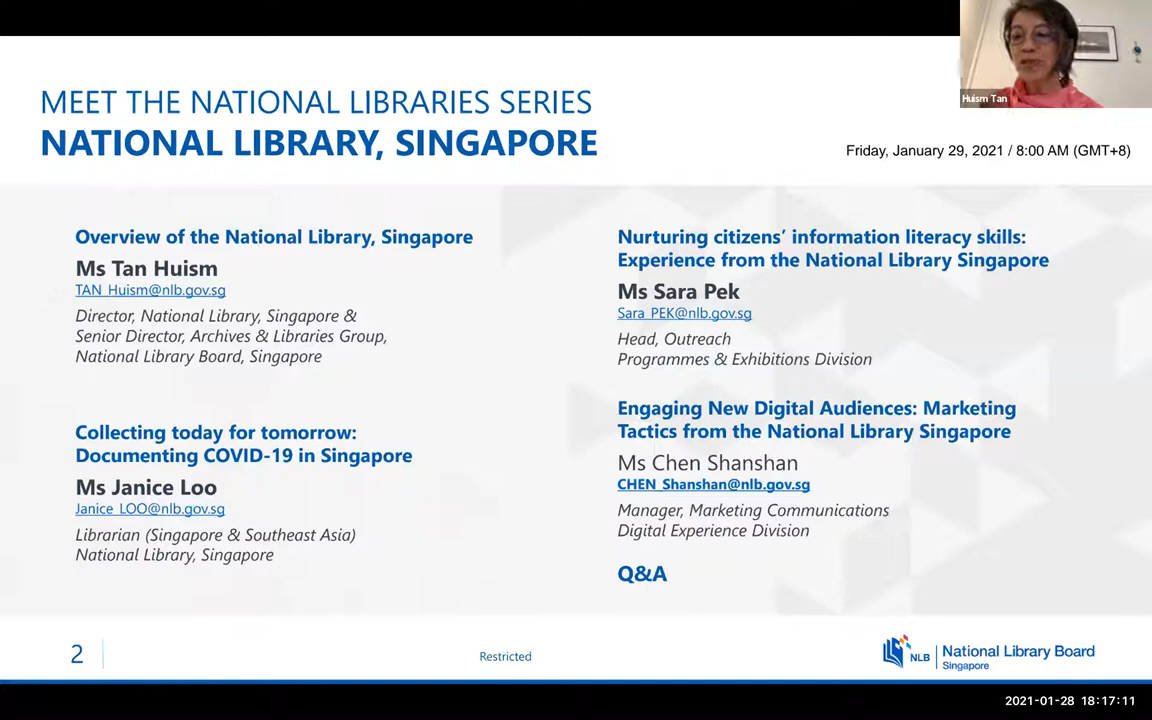 MEET THE NATIONAL LIBRARIES SERIES
NATIONAL LIBRARY, SINGAPORE
Huism Tan
Friday, January 29, 2021 / 8:00 AM (GMT+8)
Overview of the National Library, Singapore
Ms Tan Huism
TAN_Huism@nlb.gov.sg
Director, National Library, Singapore &
Senior Director, Archives & Libraries Group,
National Library Board, Singapore
Collecting today for tomorrow:
Documenting COVID-19 in Singapore
Ms Janice Loo
Janice_LOO@nlb.gov.sg
Librarian (Singapore & Southeast Asia)
National Library, Singapore
Nurturing citizens’ information literacy skills:
Experience from the National Library Singapore
Ms Sara Pek
Sara_PEK@nlb.gov.sg
Head, Outreach
Programmes & Exhibitions Division
Engaging New Digital Audiences: Marketing
Tactics from the National Library Singapore
Ms Chen Shanshan
CHEN_Shanshan@nlb.gov.sg
Manager, Marketing Communications
Digital Experience Division
Q&A
2
Restricted
NLB
National Library Board
Singapore
2021-01-28 18:17:11